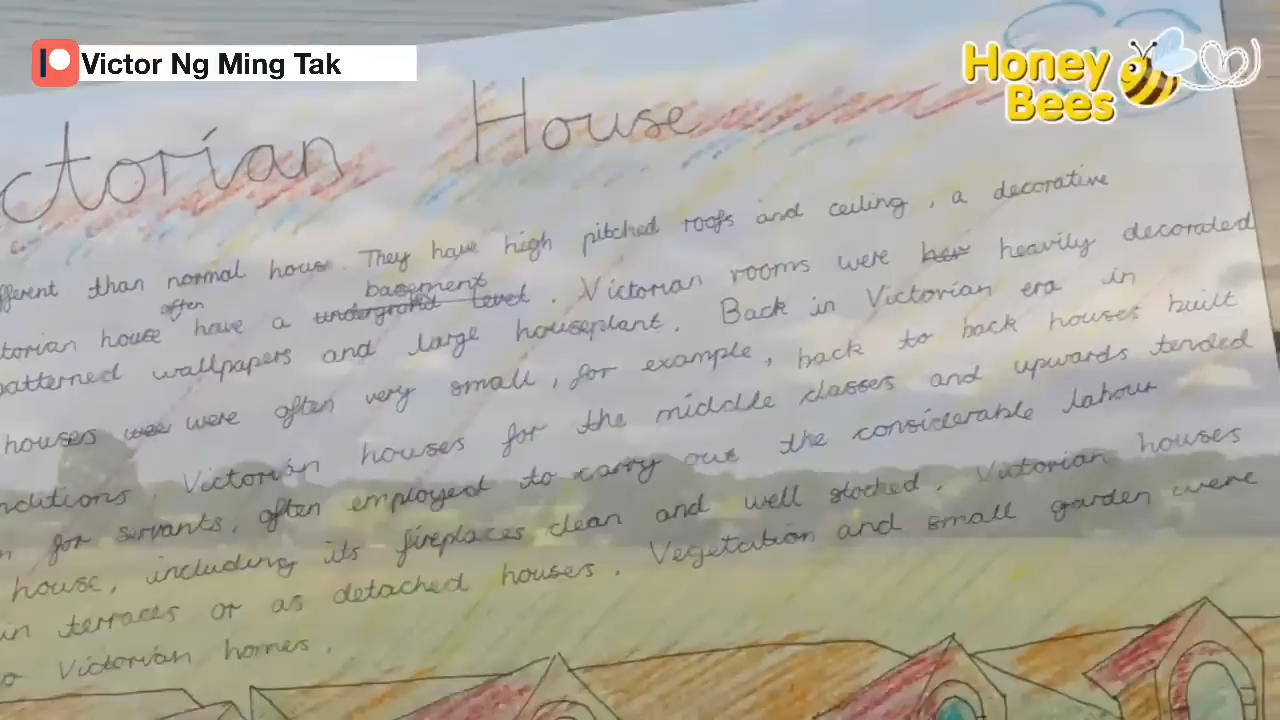 Victor Ng Ming Tak
Honey
Bees
ctorian House
fferent than normal house. They have high pitched roofs and ceiling, a decorative
torian house often have a undergrond level basement. Victorian rooms were her heavily decorated
patterned wallpapers and large houseplant. Back in Victorian era in
houses were often very small, for example, back to back houses built
nditions. Victorian houses for the middle classes and upwards tended
n for servants, often employed to carry out the considerable labour
house, including its fireplaces clean and well stocked. Victorian houses
in terraces or as detached houses. Vegetation and small garden were
o Victorian homes.